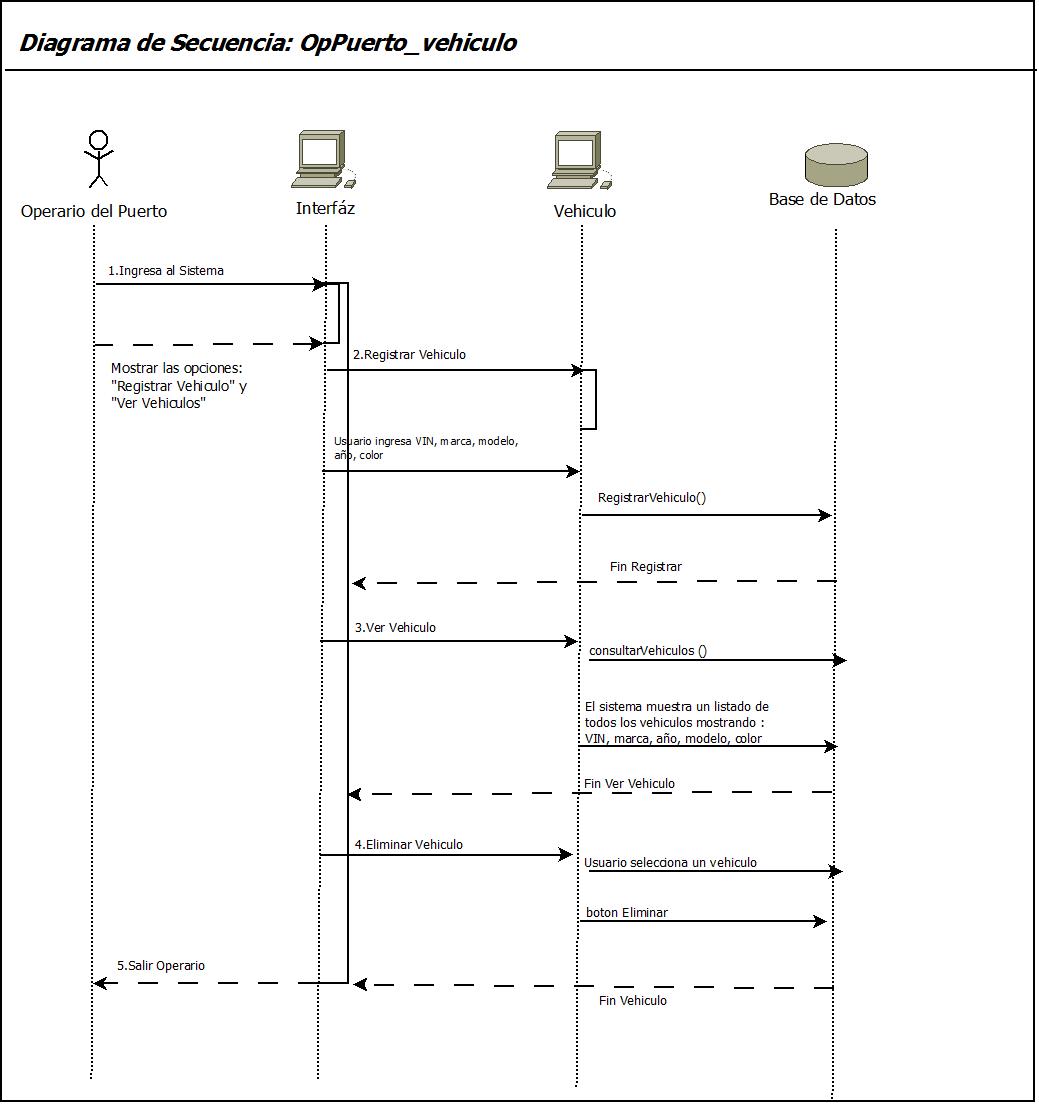 Diagrama de Secuencia: OpPuerto_vehiculo
Operario del Puerto
Interfáz
Vehiculo
Base de Datos
1.Ingresa al Sistema
Mostrar las opciones:
"Registrar Vehiculo" y
"Ver Vehiculos"
2.Registrar Vehiculo
Usuario ingresa VIN, marca, modelo,
año, color
RegistrarVehiculo()
Fin Registrar
3.Ver Vehiculo
consultarVehiculos ()
El sistema muestra un listado de
todos los vehiculos mostrando :
VIN, marca, año, modelo, color
Fin Ver Vehiculo
4.Eliminar Vehiculo
Usuario selecciona un vehiculo
boton Eliminar
5.Salir Operario
Fin Vehiculo